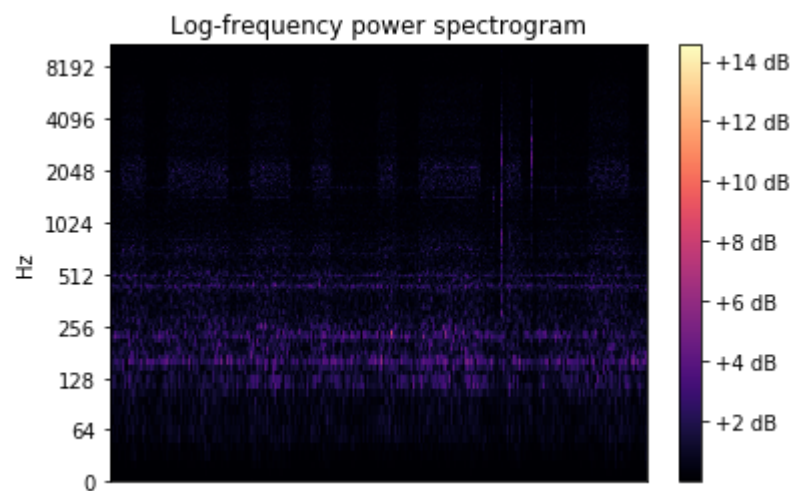 Log-frequency power spectrogram
8192
4096
2048
1024
512
256
128
64
0
Hz
+14 dB
+12 dB
+10 dB
+8 dB
+6 dB
+4 dB
+2 dB